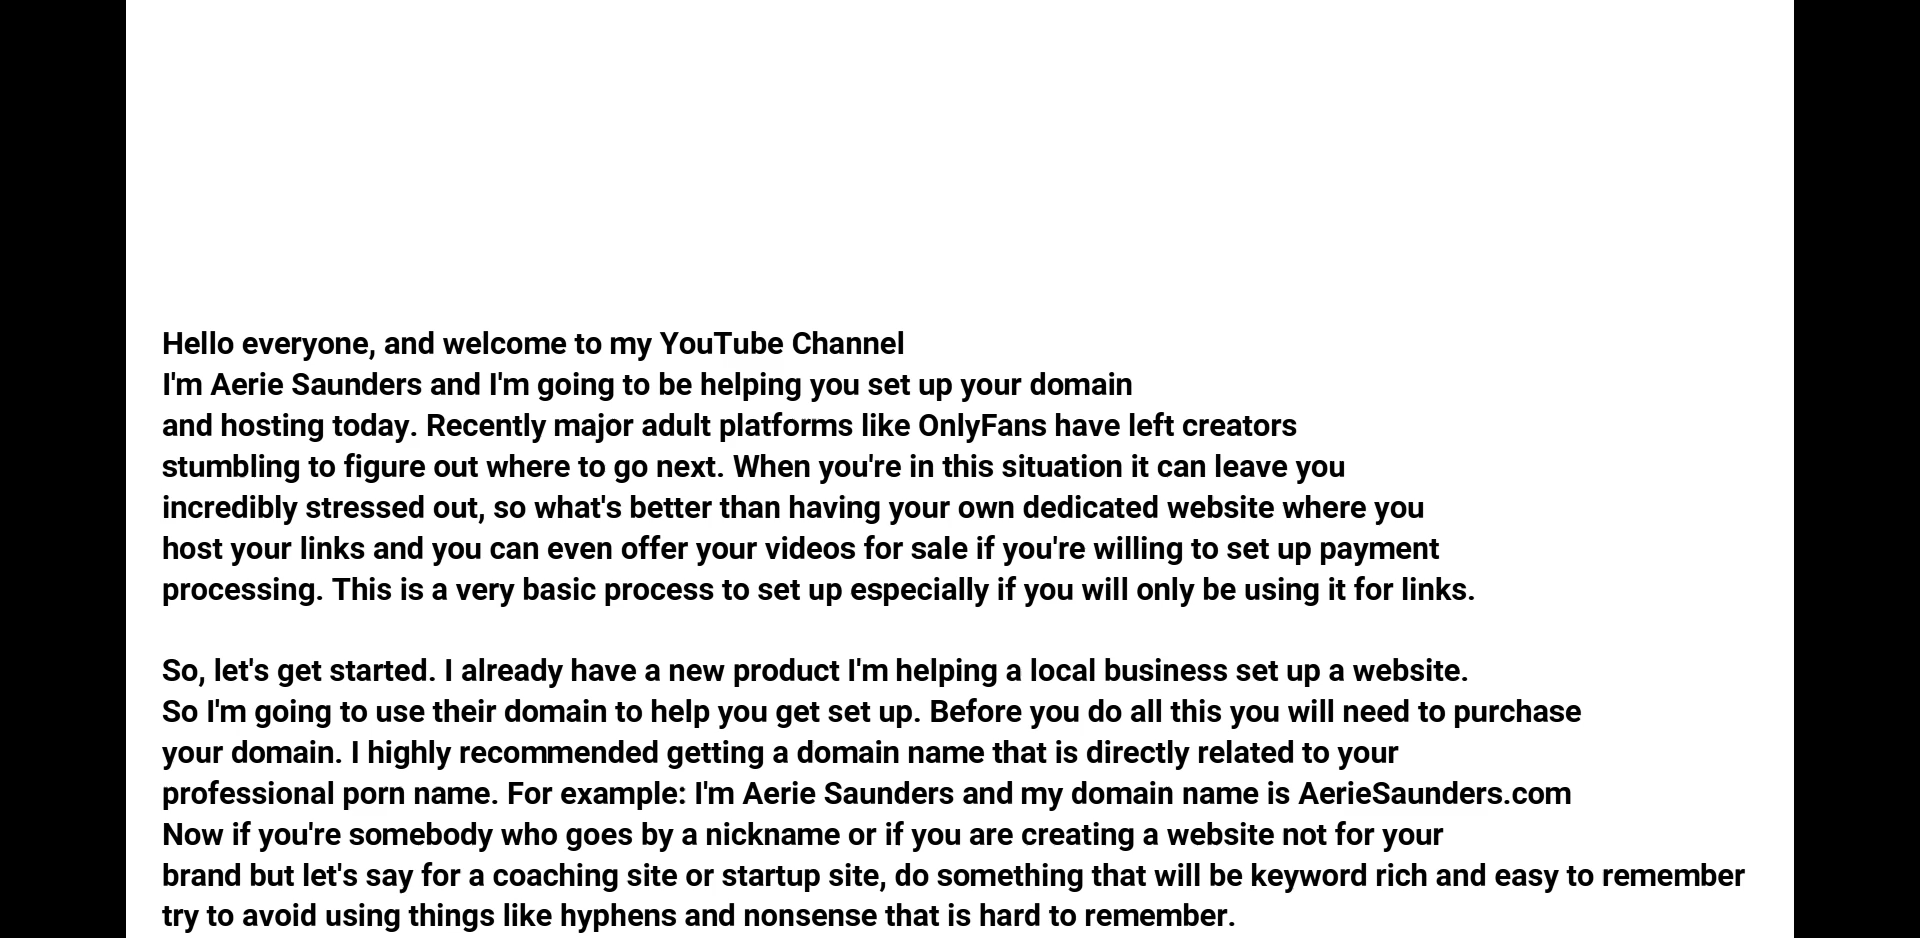 Hello everyone, and welcome to my YouTube Channel
I'm Aerie Saunders and I'm going to be helping you set up your domain
and hosting today. Recently major adult platforms like OnlyFans have left creators
stumbling to figure out where to go next. When you're in this situation it can leave you
incredibly stressed out, so what's better than having your own dedicated website where you
host your links and you can even offer your videos for sale if you're willing to set up payment
processing. This is a very basic process to set up especially if you will only be using it for links.
So, let's get started. I already have a new product I'm helping a local business set up a website.
So I'm going to use their domain to help you get set up. Before you do all this you will need to purchase
your domain. I highly recommended getting a domain name that is directly related to your
professional porn name. For example: I'm Aerie Saunders and my domain name is AerieSaunders.com
Now if you're somebody who goes by a nickname or if you are creating a website not for your
brand but let's say for a coaching site or startup site, do something that will be keyword rich and easy to remember
try to avoid using things like hyphens and nonsense that is hard to remember.